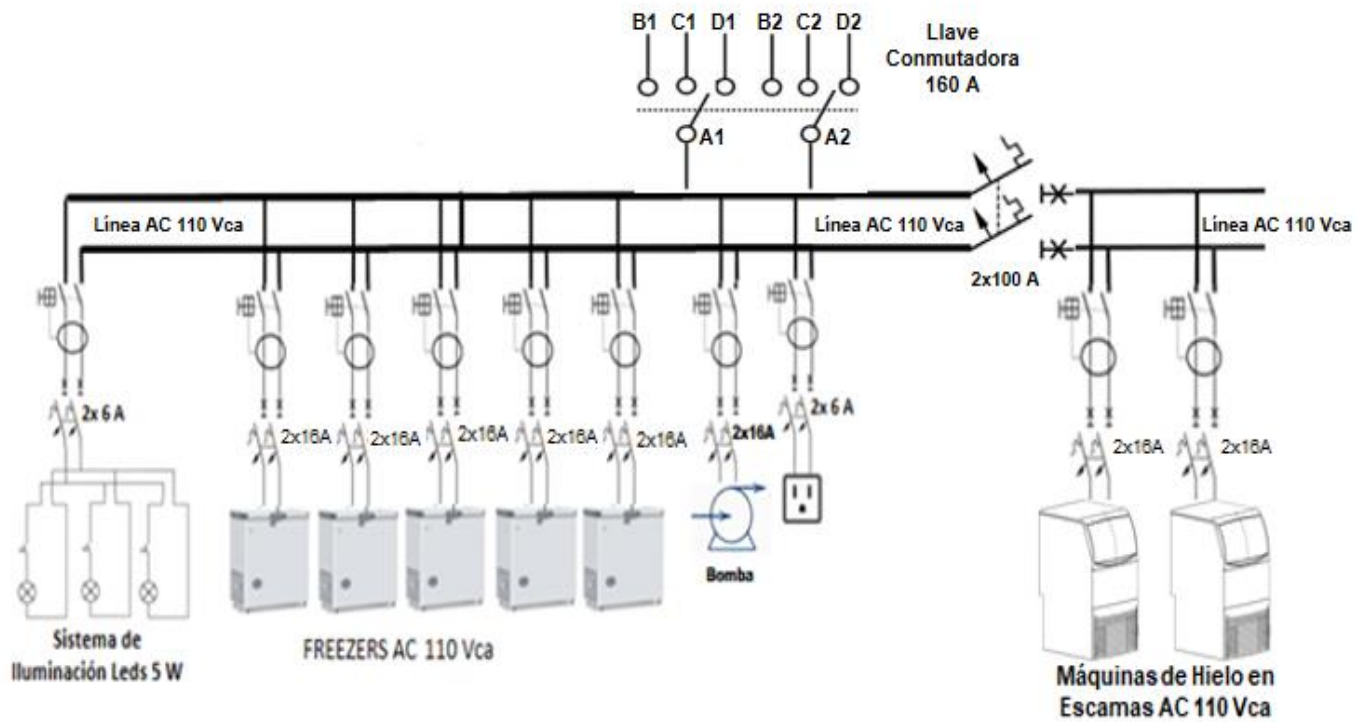 B1 C1 D1 B2 C2 D2
Llave
Conmutadora
160 A
A1 A2
Línea AC 110 Vca Línea AC 110 Vca Línea AC 110 Vca
2x100 A
2x 6 A 2x16A 2x16A 2x16A 2x16A 2x16A 2x16A 2x 6 A 2x16A 2x16A
Bomba
Sistema de
Iluminación Leds 5 W
FREEZERS AC 110 Vca
Máquinas de Hielo en
Escamas AC 110 Vca